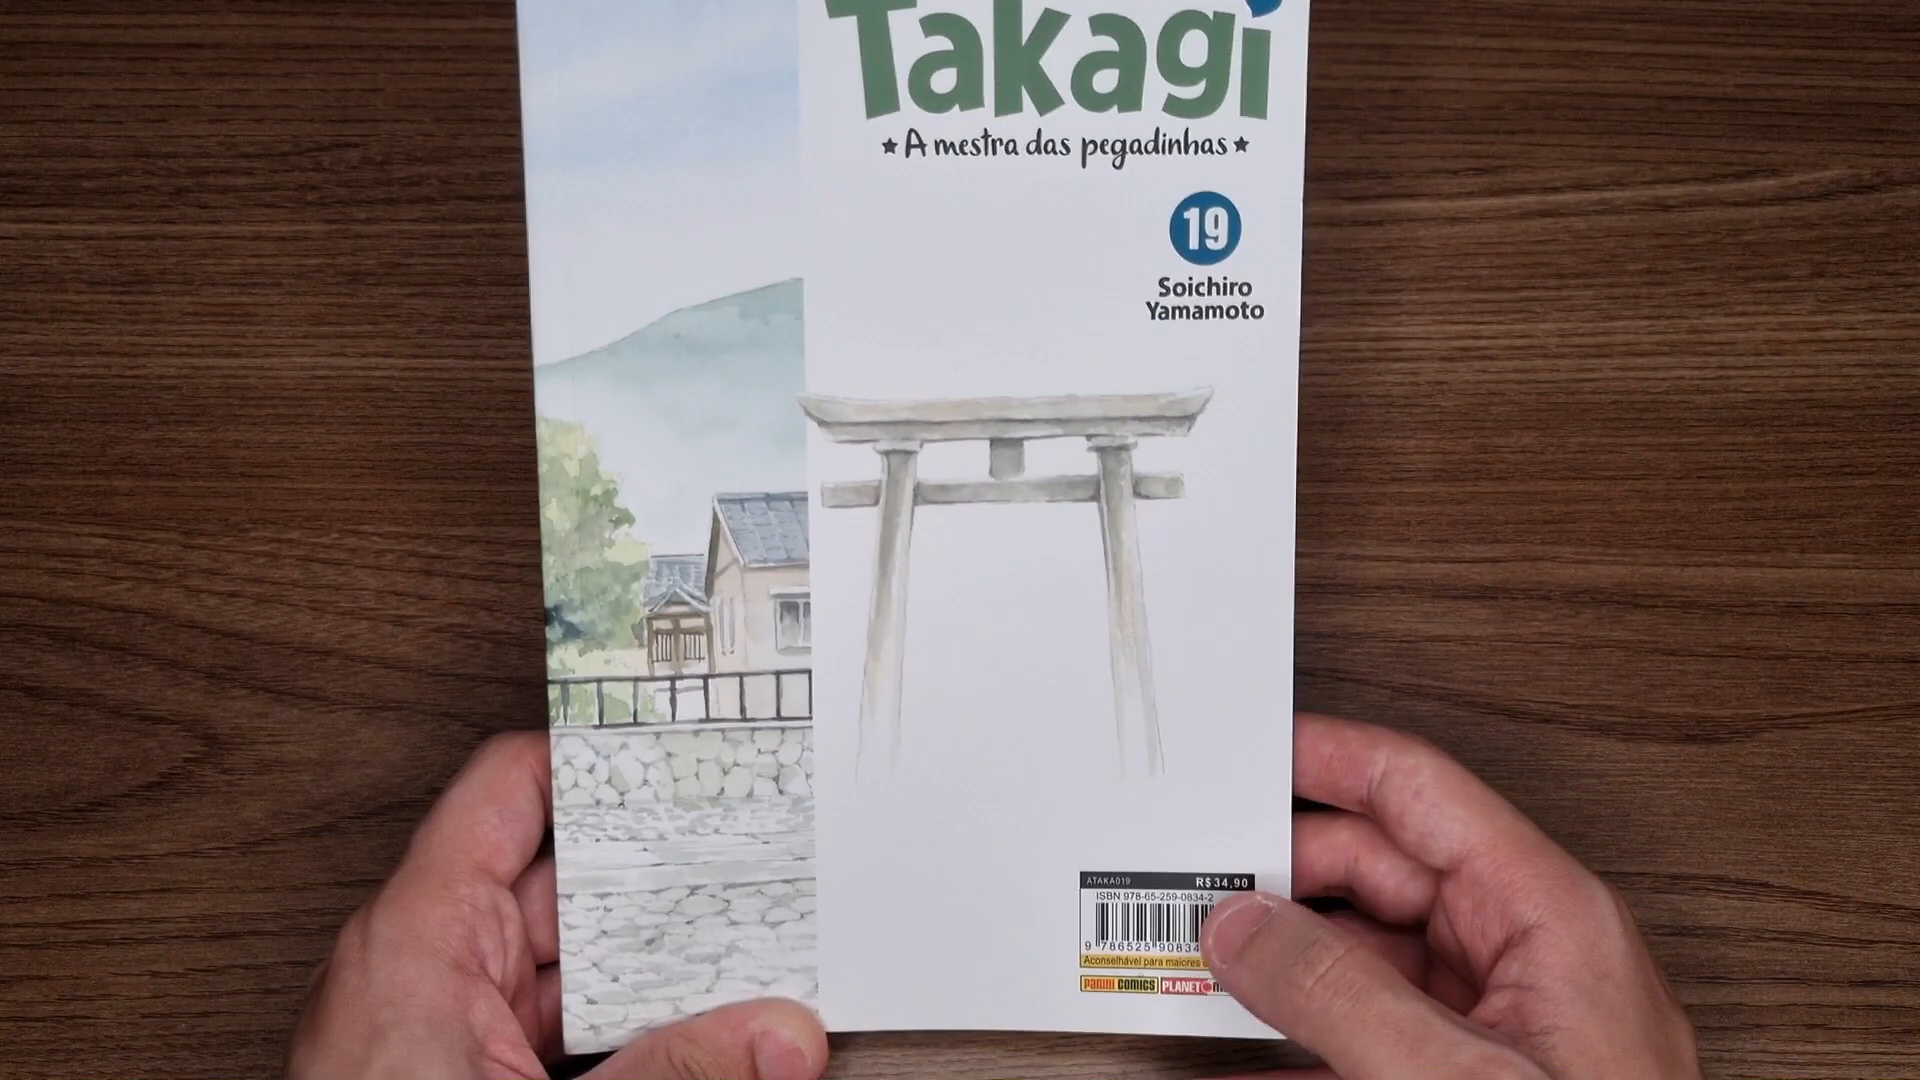 Takagi
★ A mestra das pegadinhas ★
19
Soichiro
Yamamoto
ATAKA019 R$34,90
ISBN 978-65-259-0834-2
9 786525 90834
Aconselhável para maiores
PANINI COMICS PLANET